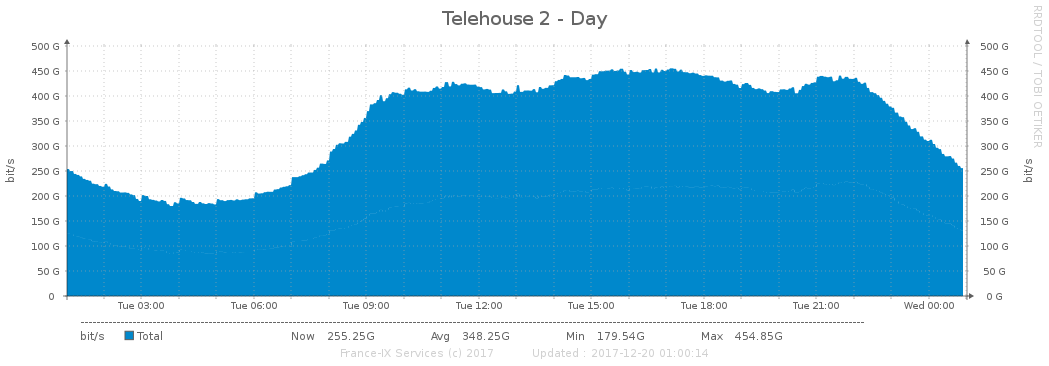 Telehouse 2 - Day
RRDTOOL / TOBI OETIKER
500 G 500 G
450 G 450 G
400 G 400 G
350 G 350 G
300 G 300 G
250 G 250 G
200 G 200 G
150 G 150 G
100 G 100 G
50 G 50 G
0 0 G
bit/s bit/s
Tue 03:00 Tue 06:00 Tue 09:00 Tue 12:00 Tue 15:00 Tue 18:00 Tue 21:00 Wed 00:00
bit/s Total Now 255.25G Avg 348.25G Min 179.54G Max 454.85G
France-IX Services (c) 2017 Updated : 2017-12-20 01:00:14